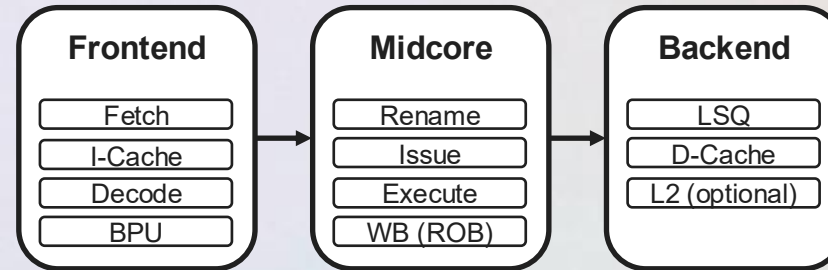 Frontend
Fetch
I-Cache
Decode
BPU
Midcore
Rename
Issue
Execute
WB (ROB)
Backend
LSQ
D-Cache
L2 (optional)